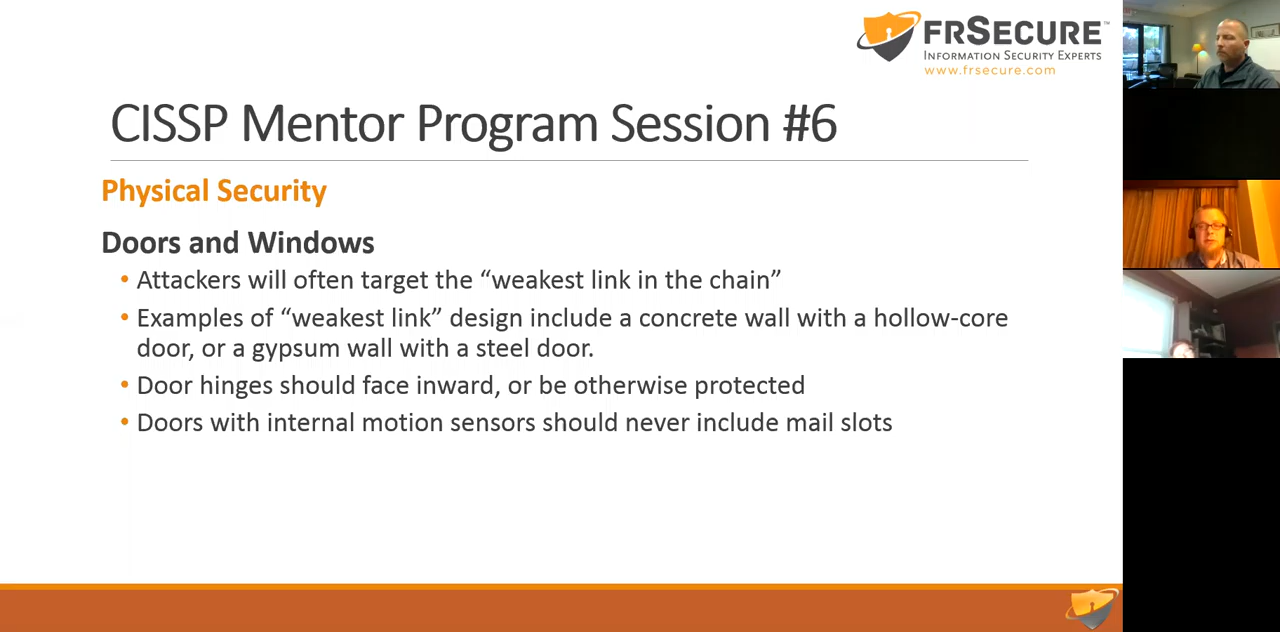 FRSECURE™
INFORMATION SECURITY EXPERTS
www.frsecure.com
CISSP Mentor Program Session #6
Physical Security
Doors and Windows
• Attackers will often target the “weakest link in the chain”
• Examples of “weakest link” design include a concrete wall with a hollow-core
door, or a gypsum wall with a steel door.
• Door hinges should face inward, or be otherwise protected
• Doors with internal motion sensors should never include mail slots